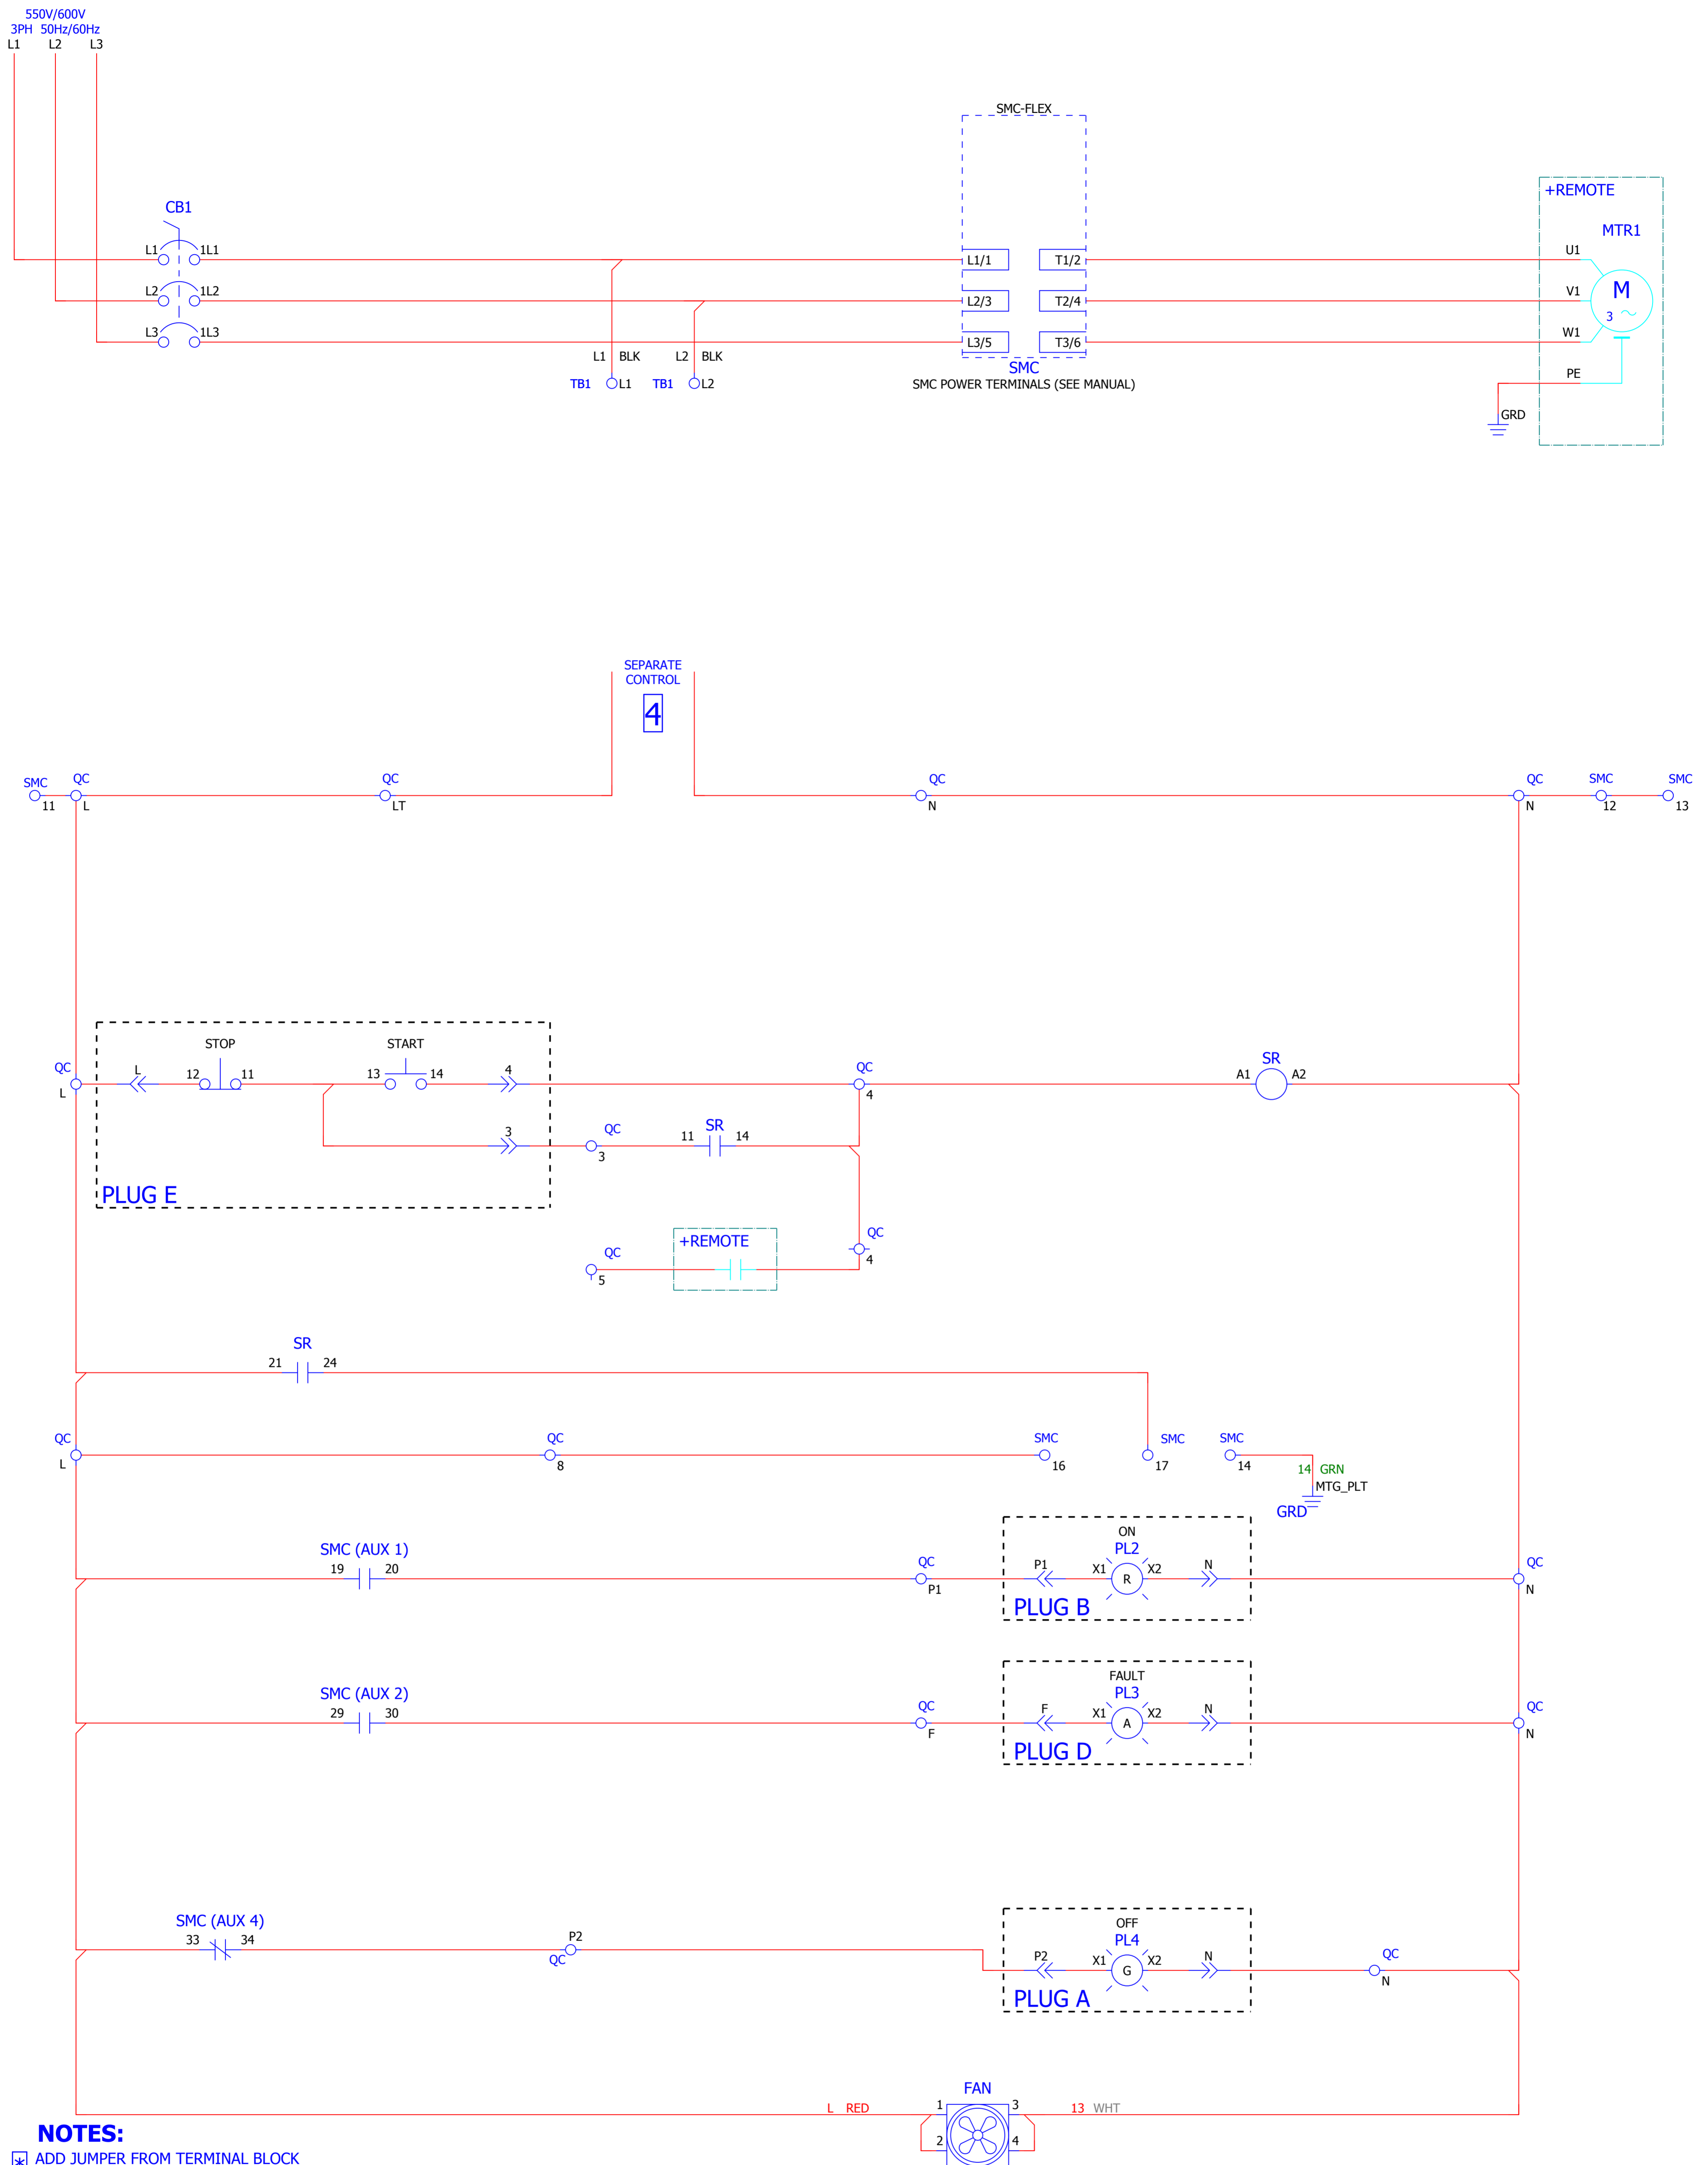 550V/600V
3PH 50Hz/60Hz
L1 L2 L3
SMC-FLEX
+REMOTE
CB1
MTR1
L1 1L1 L1/1 T1/2 U1
L2 1L2 L2/3 T2/4 V1
M
3
L3 1L3 L3/5 T3/6 W1
L1 BLK L2 BLK
SMC
TB1 L1 TB1 L2
SMC POWER TERMINALS (SEE MANUAL)
PE
GRD
SEPARATE
CONTROL
4
SMC QC QC QC QC SMC SMC
11 L LT N N 12 13
STOP START
QC L 12 11 13 14 4 QC SR
A1 A2
L 4
3 QC 11 SR 14
3
PLUG E
+REMOTE
QC QC
5 4
SR
21 24
QC QC SMC SMC SMC
L 8 16 17 14
14 GRN
MTG_PLT
GRD
ON
SMC (AUX 1) PL2
19 20 QC P1 X1 R X2 N QC
P1 N
PLUG B
FAULT
SMC (AUX 2) PL3
29 30 QC F X1 A X2 N QC
F N
PLUG D
OFF
SMC (AUX 4) PL4
33 34 P2
QC
P2 X1 G X2 N QC
N
PLUG A
FAN
L RED 1 3 13 WHT
2 4
NOTES:
* ADD JUMPER FROM TERMINAL BLOCK